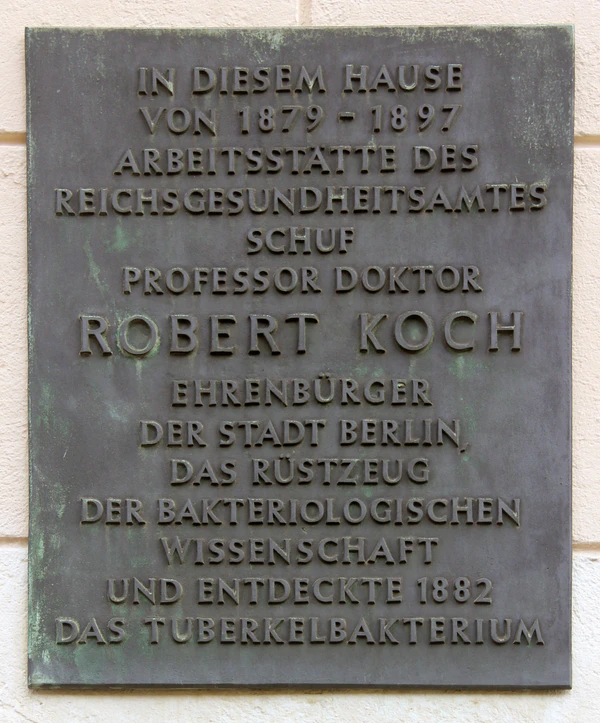 IN DIESEM HAUSE
VON 1879 - 1897
ARBEITSSTÄTTE DES
REICHSGESUNDHEITSAMTES
SCHUF
PROFESSOR DOKTOR
ROBERT KOCH
EHRENBÜRGER
DER STADT BERLIN,
DAS RÜSTZEUG
DER BAKTERIOLOGISCHEN
WISSENSCHAFT
UND ENTDECKTE 1882
DAS TUBERKELBAKTERIUM